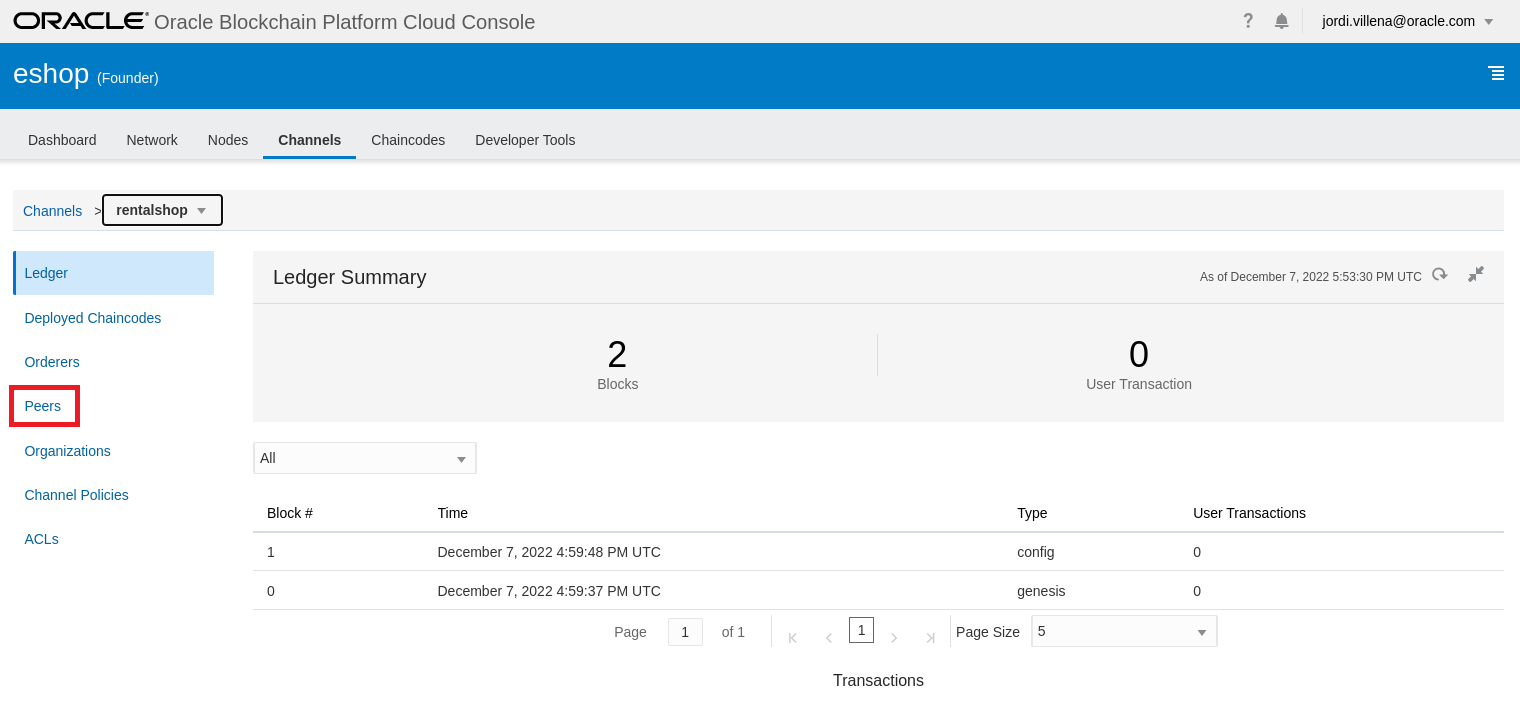 ORACLE® Oracle Blockchain Platform Cloud Console ? jordi.villena@oracle.com
eshop (Founder)
Dashboard Network Nodes Channels Chaincodes Developer Tools
Channels > rentalshop
Ledger
Deployed Chaincodes
Orderers
Peers
Organizations
Channel Policies
ACLs
Ledger Summary As of December 7, 2022 5:53:30 PM UTC
2 0
Blocks User Transaction
All
Block # Time Type User Transactions
1 December 7, 2022 4:59:48 PM UTC config 0
0 December 7, 2022 4:59:37 PM UTC genesis 0
Page 1 of 1 1 Page Size 5
Transactions